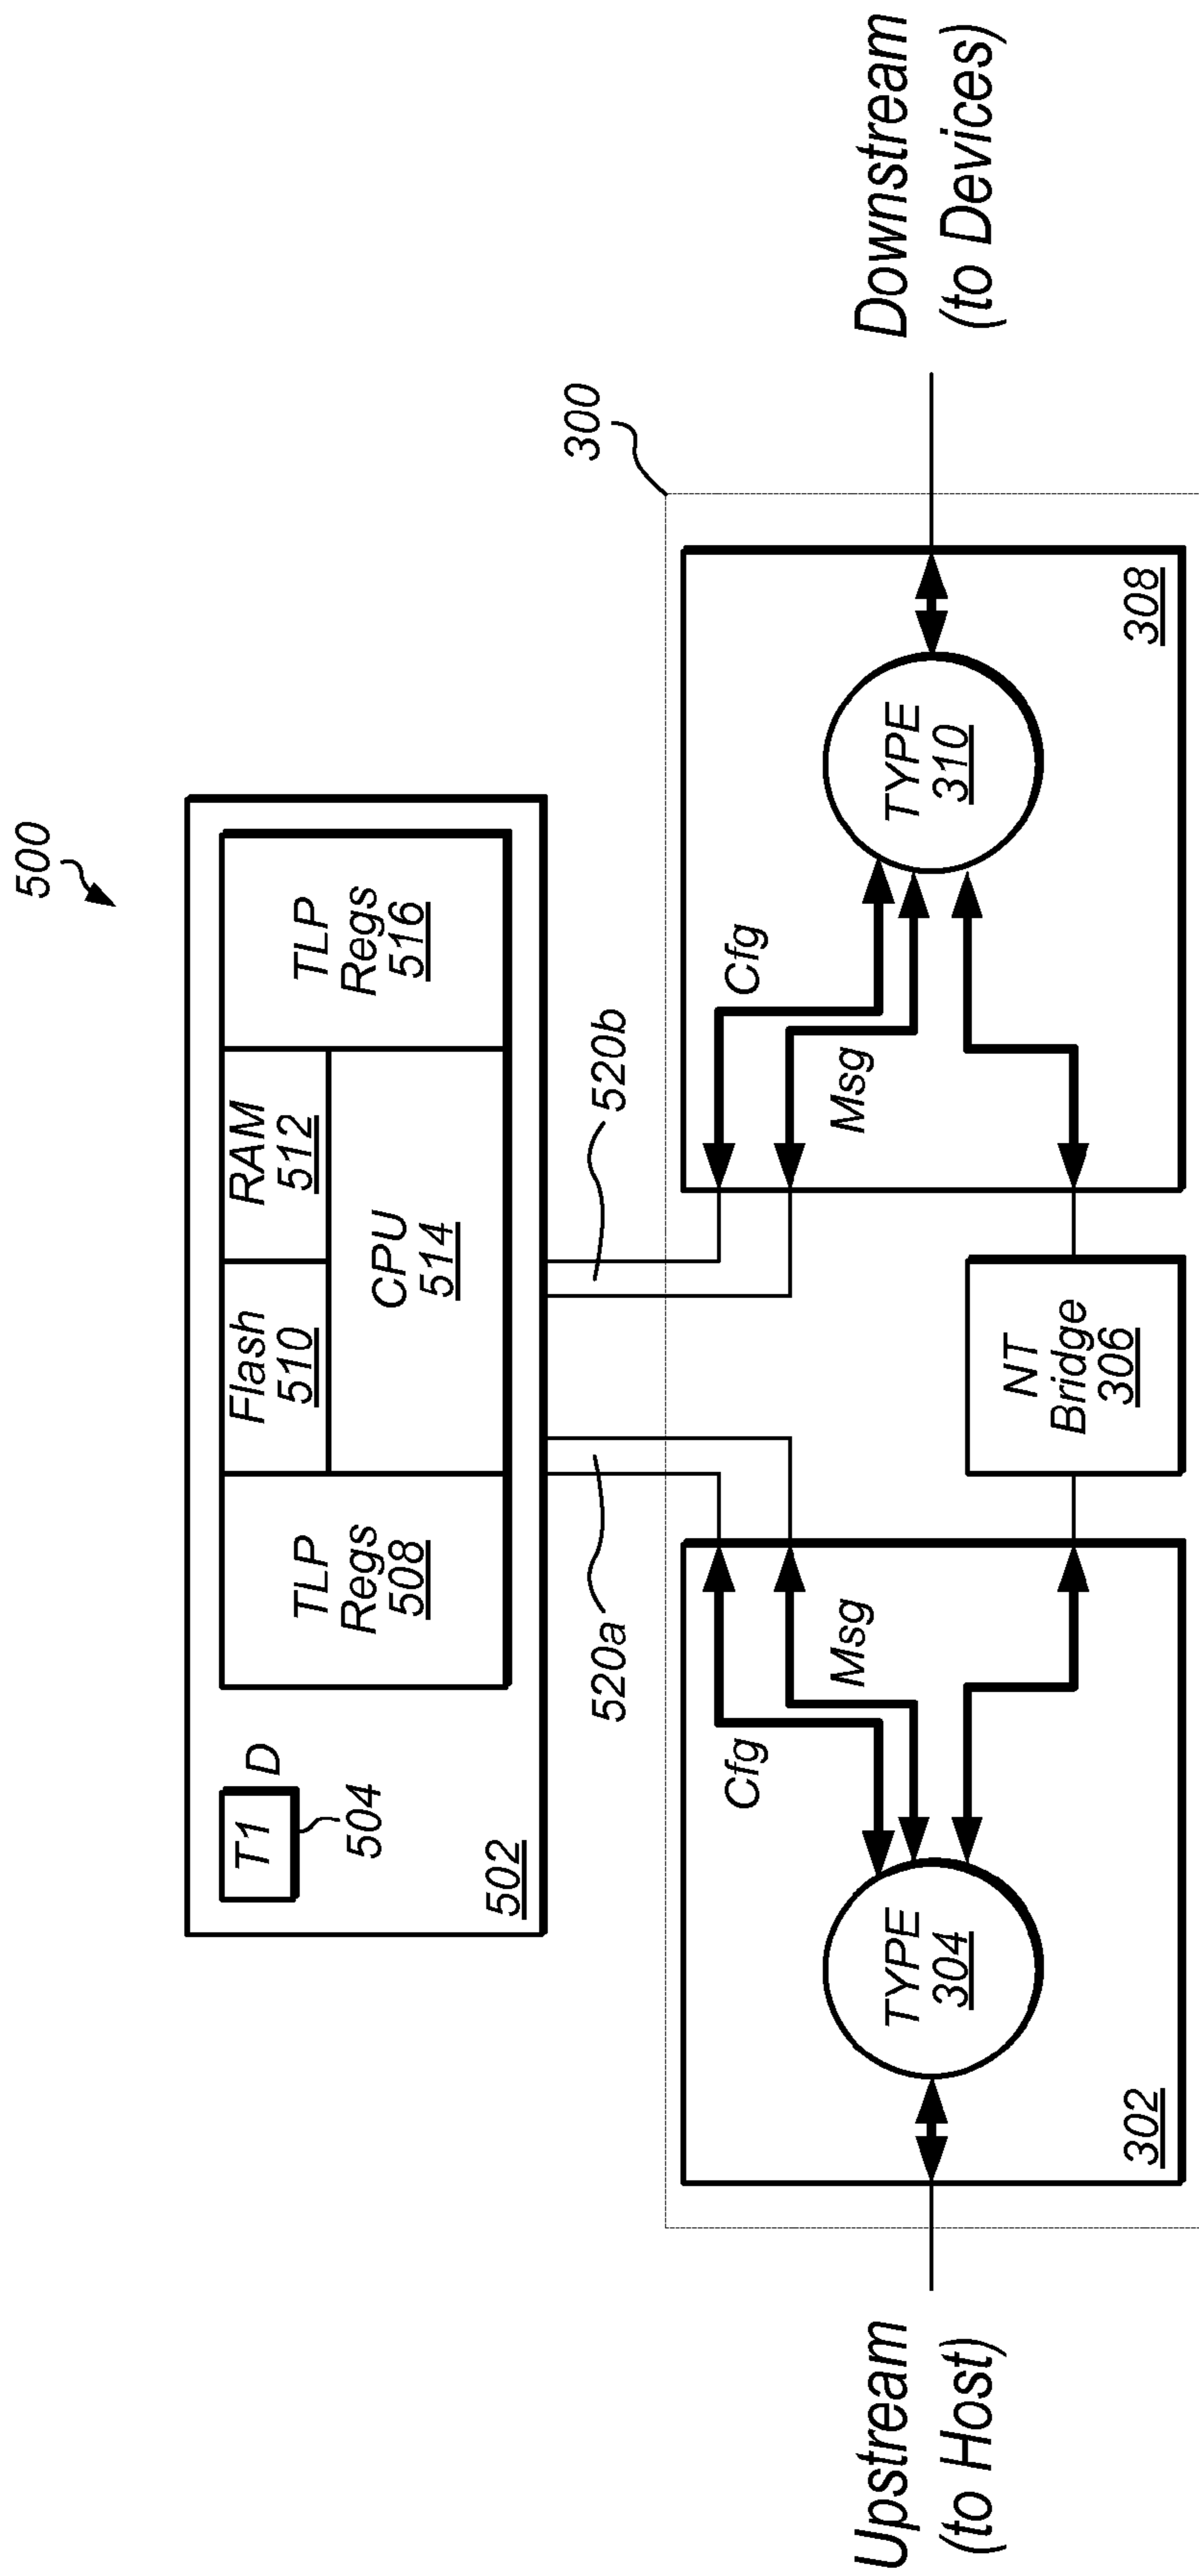 500
T1
D
504
502
TLP
Regs
508
Flash
510
RAM
512
CPU
514
TLP
Regs
516
520a
520b
300
Upstream
(to Host)
TYPE
304
Cfg
Msg
302
NT
Bridge
306
Cfg
Msg
TYPE
310
308
Downstream
(to Devices)